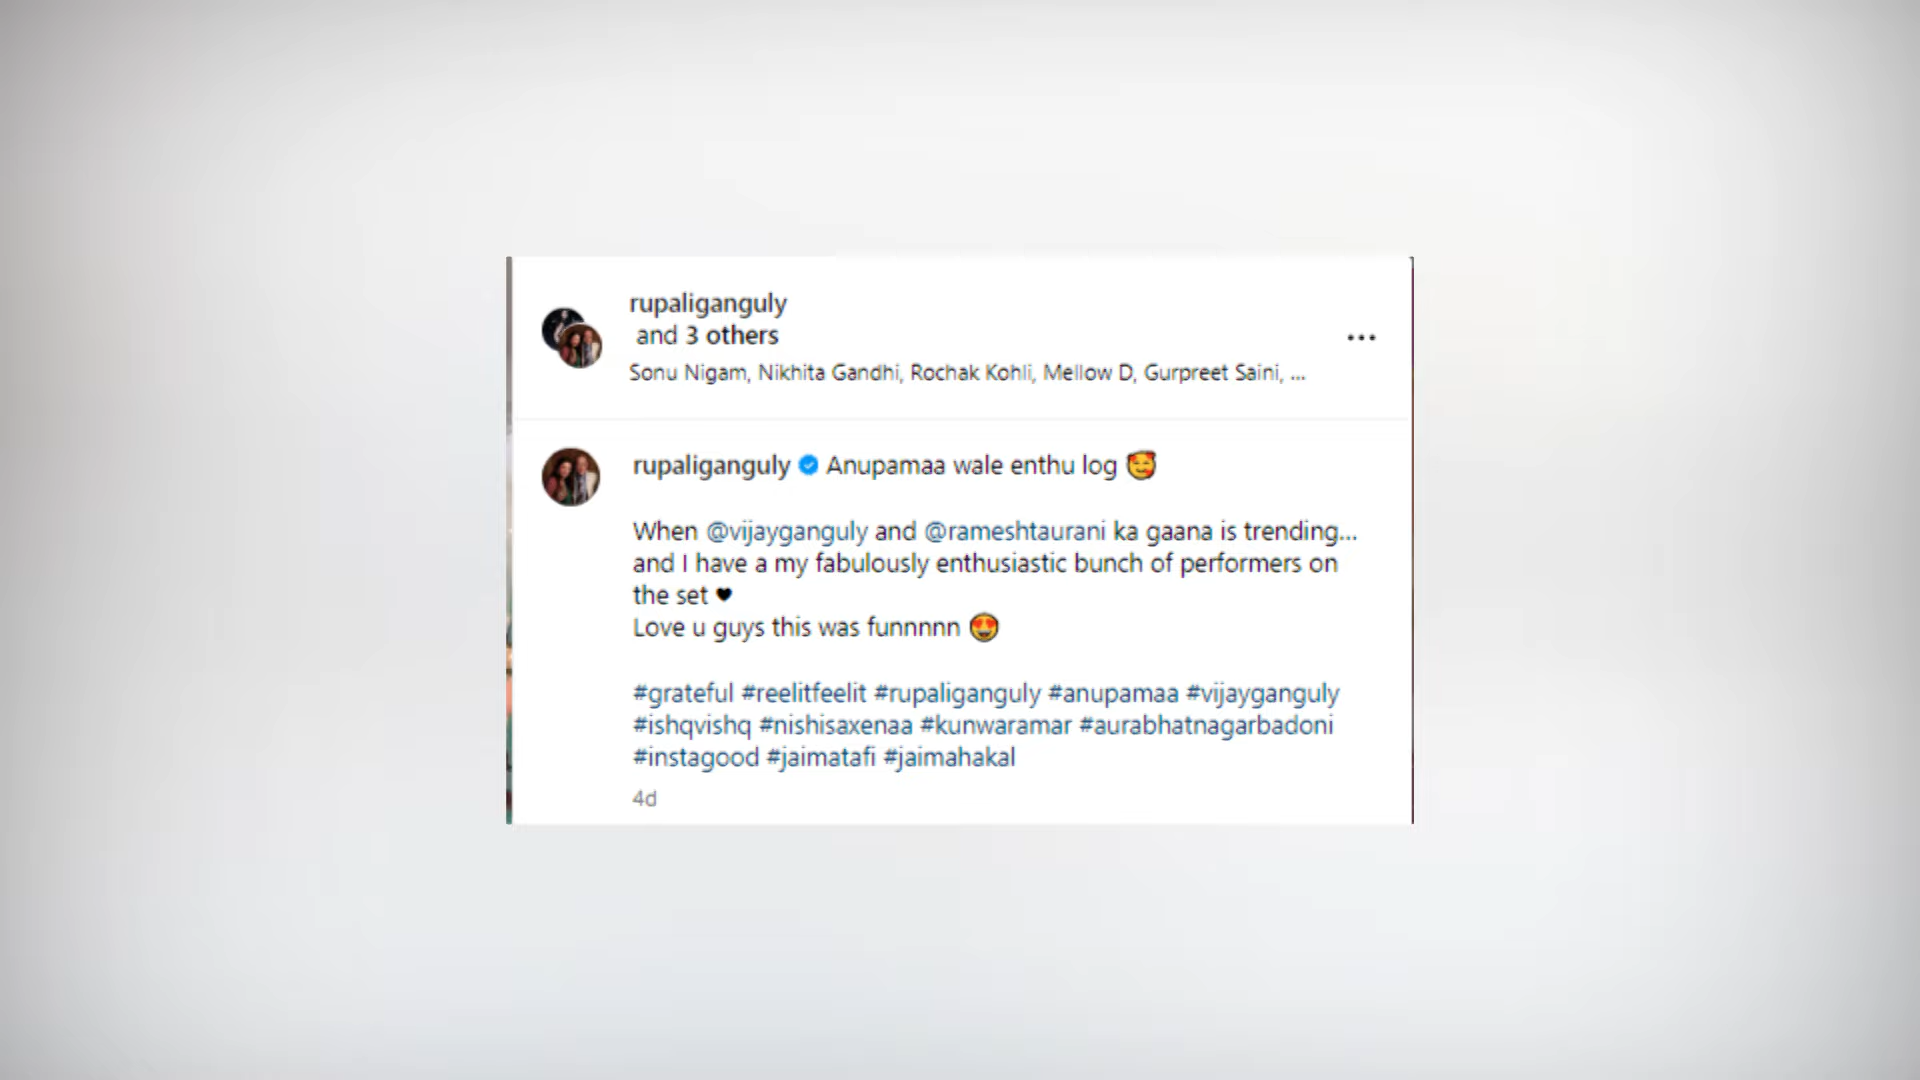 rupaliganguly
and 3 others
Sonu Nigam, Nikhita Gandhi, Rochak Kohli, Mellow D, Gurpreet Saini, ...
rupaliganguly Anupamaa wale enthu log 🥰
When @vijayganguly and @rameshtaurani ka gaana is trending...
and I have a my fabulously enthusiastic bunch of performers on
the set ♥
Love u guys this was funnnnn 😍
#grateful #reelitfeelit #rupaliganguly #anupamaa #vijayganguly
#ishqvishq #nishisaxenaa #kunwaramar #aurabhatnagarbadoni
#instagood #jaimatafi #jaimahakal
4d